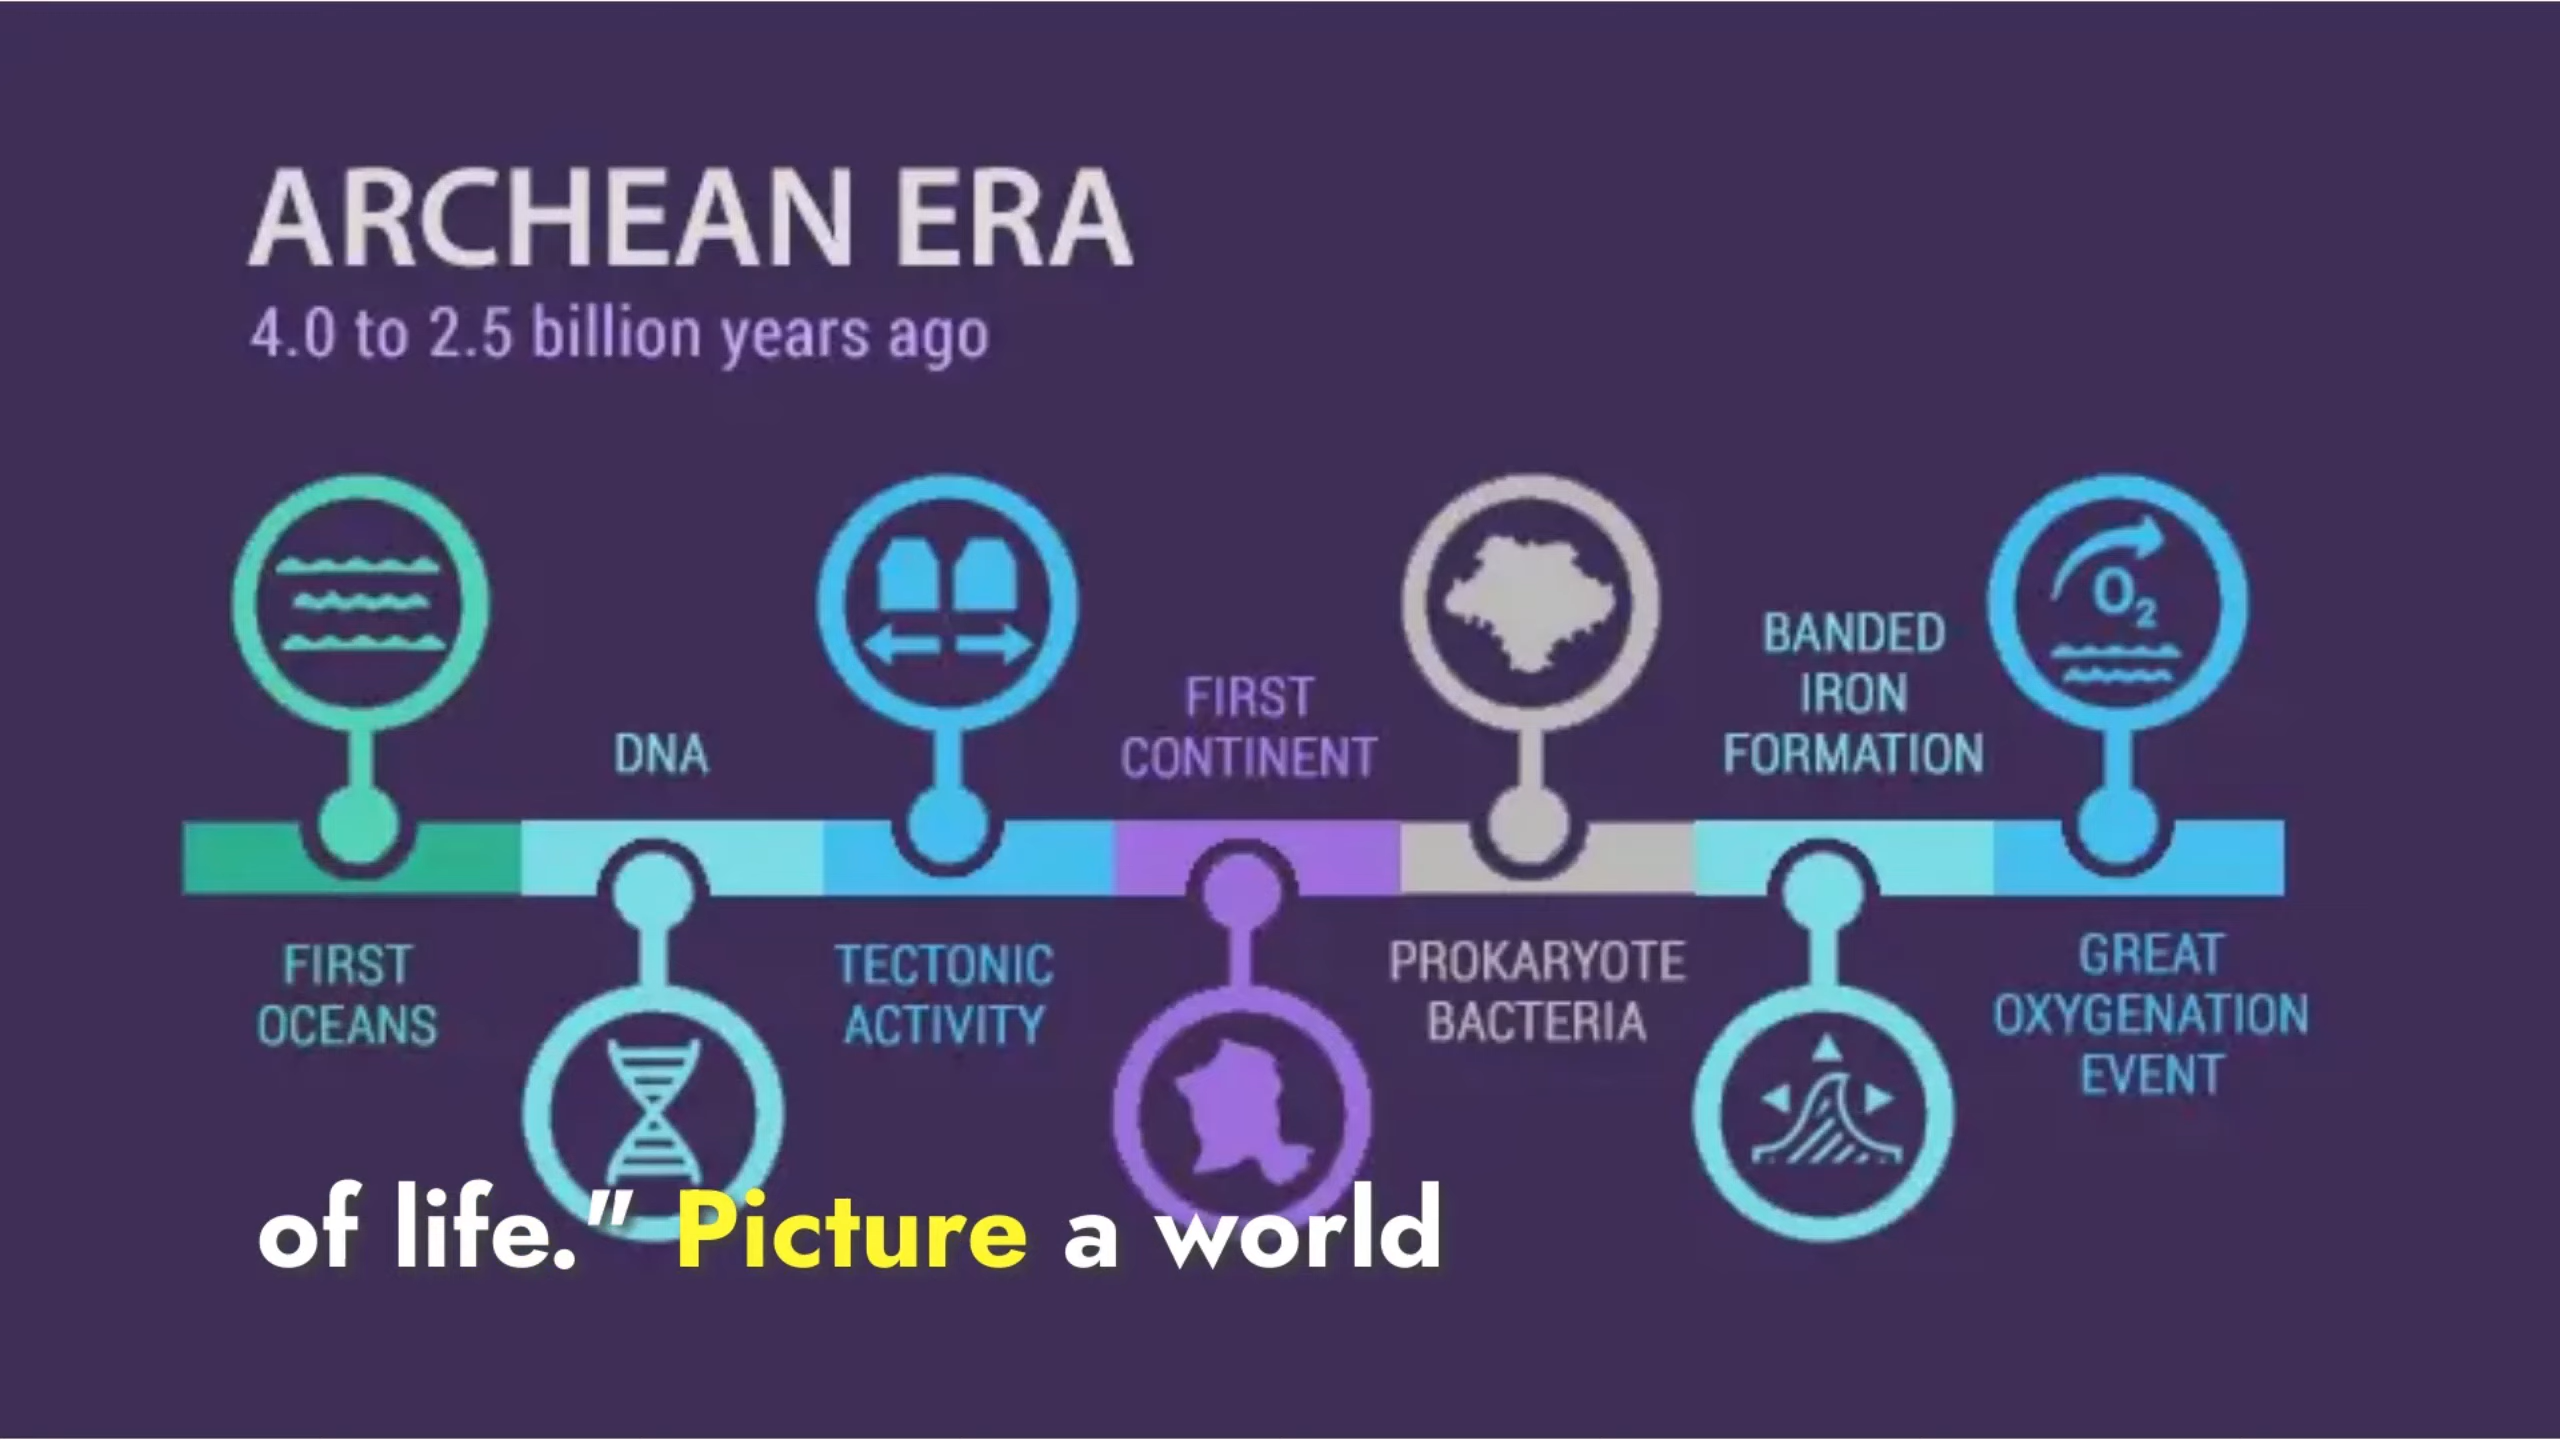 ARCHEAN ERA
4.0 to 2.5 billion years ago
FIRST
OCEANS
DNA
TECTONIC
ACTIVITY
FIRST
CONTINENT
PROKARYOTE
BACTERIA
BANDED
IRON
FORMATION
O₂
GREAT
OXYGENATION
EVENT
of life." Picture a world